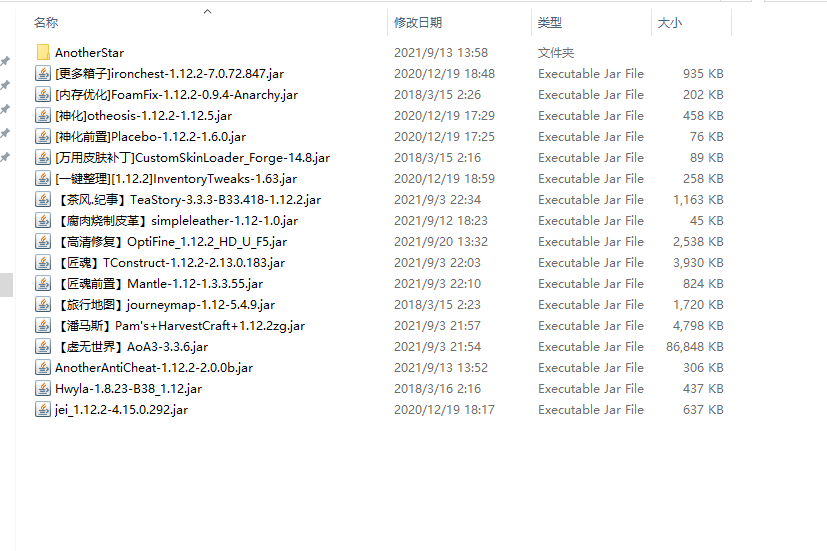 名称 修改日期 类型 大小
AnotherStar 2021/9/13 13:58 文件夹
[更多箱子]ironchest-1.12.2-7.0.72.847.jar 2020/12/19 18:48 Executable Jar File 935 KB
[内存优化]FoamFix-1.12.2-0.9.4-Anarchy.jar 2018/3/15 2:26 Executable Jar File 202 KB
[神化]otheosis-1.12.2-1.12.5.jar 2020/12/19 17:29 Executable Jar File 458 KB
[神化前置]Placebo-1.12.2-1.6.0.jar 2020/12/19 17:25 Executable Jar File 76 KB
[万用皮肤补丁]CustomSkinLoader_Forge-14.8.jar 2018/3/15 2:16 Executable Jar File 89 KB
[一键整理][1.12.2]InventoryTweaks-1.63.jar 2020/12/19 18:59 Executable Jar File 258 KB
【茶风.纪事】TeaStory-3.3.3-B33.418-1.12.2.jar 2021/9/3 22:34 Executable Jar File 1,163 KB
【腐肉烧制皮革】simpleleather-1.12-1.0.jar 2021/9/12 18:23 Executable Jar File 45 KB
【高清修复】OptiFine_1.12.2_HD_U_F5.jar 2021/9/20 13:32 Executable Jar File 2,538 KB
【匠魂】TConstruct-1.12.2-2.13.0.183.jar 2021/9/3 22:03 Executable Jar File 3,930 KB
【匠魂前置】Mantle-1.12-1.3.3.55.jar 2021/9/3 22:10 Executable Jar File 824 KB
【旅行地图】journeymap-1.12-5.4.9.jar 2018/3/15 2:23 Executable Jar File 1,720 KB
【潘马斯】Pam's+HarvestCraft+1.12.2zg.jar 2021/9/3 21:57 Executable Jar File 4,798 KB
【虚无世界】AoA3-3.3.6.jar 2021/9/3 21:54 Executable Jar File 86,848 KB
AnotherAntiCheat-1.12.2-2.0.0b.jar 2021/9/13 13:52 Executable Jar File 306 KB
Hwyla-1.8.23-B38_1.12.jar 2018/3/16 2:16 Executable Jar File 437 KB
jei_1.12.2-4.15.0.292.jar 2020/12/19 18:17 Executable Jar File 637 KB